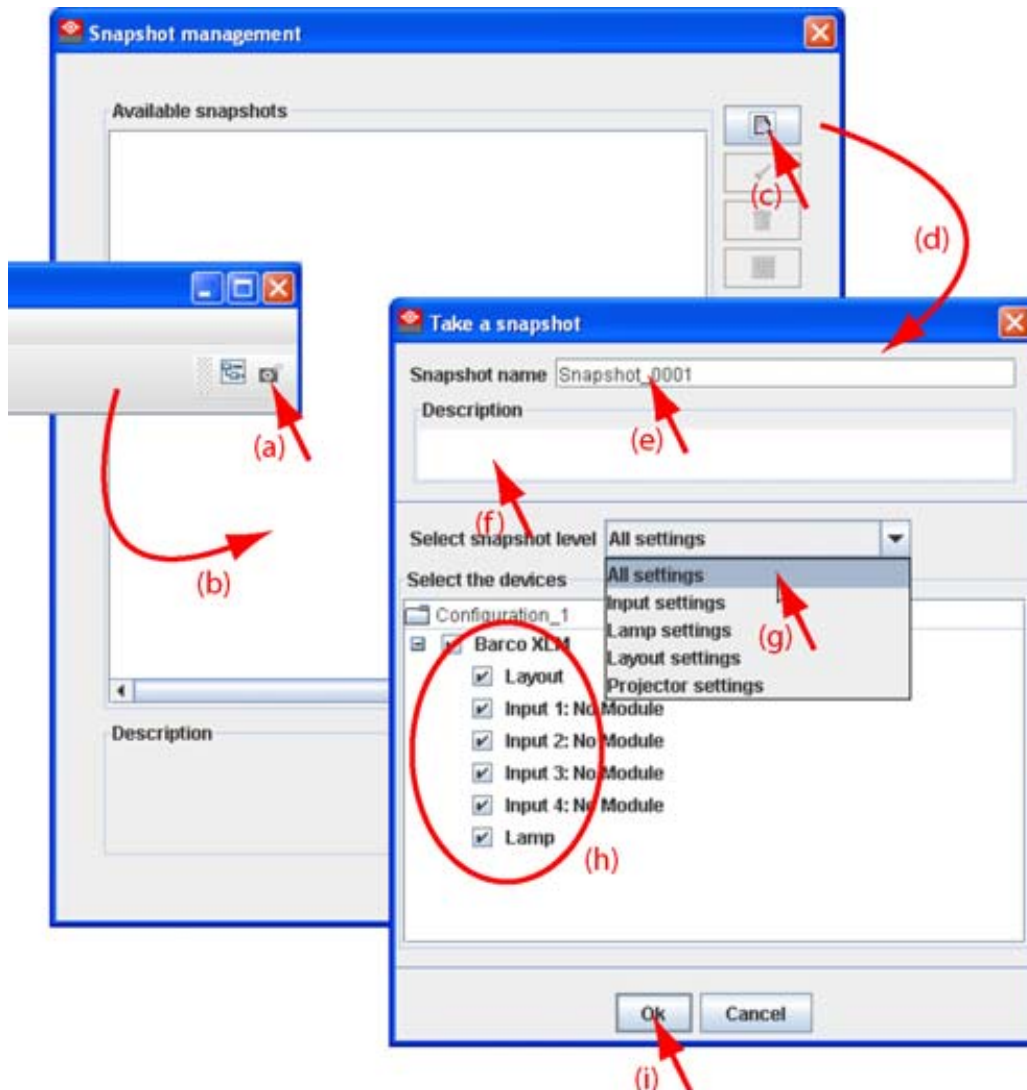 Snapshot management
Available snapshots
(c)
(d)
(a)
(b)
Description
Take a snapshot
Snapshot name Snapshot_0001
(e)
Description
(f)
Select snapshot level All settings
All settings
Input settings
Lamp settings
Layout settings
Projector settings
(g)
Select the devices
Configuration_1
Barco XLM
Layout
Input 1: No Module
Input 2: No Module
Input 3: No Module
Input 4: No Module
Lamp
(h)
Ok Cancel
(i)